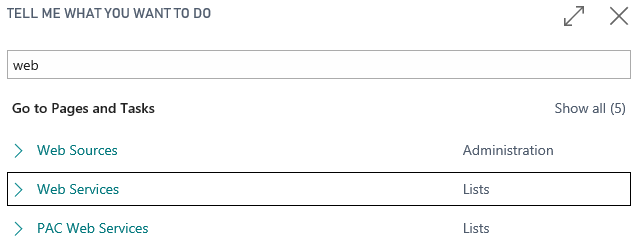 TELL ME WHAT YOU WANT TO DO
web
Go to Pages and Tasks Show all (5)
Web Sources Administration
Web Services Lists
PAC Web Services Lists